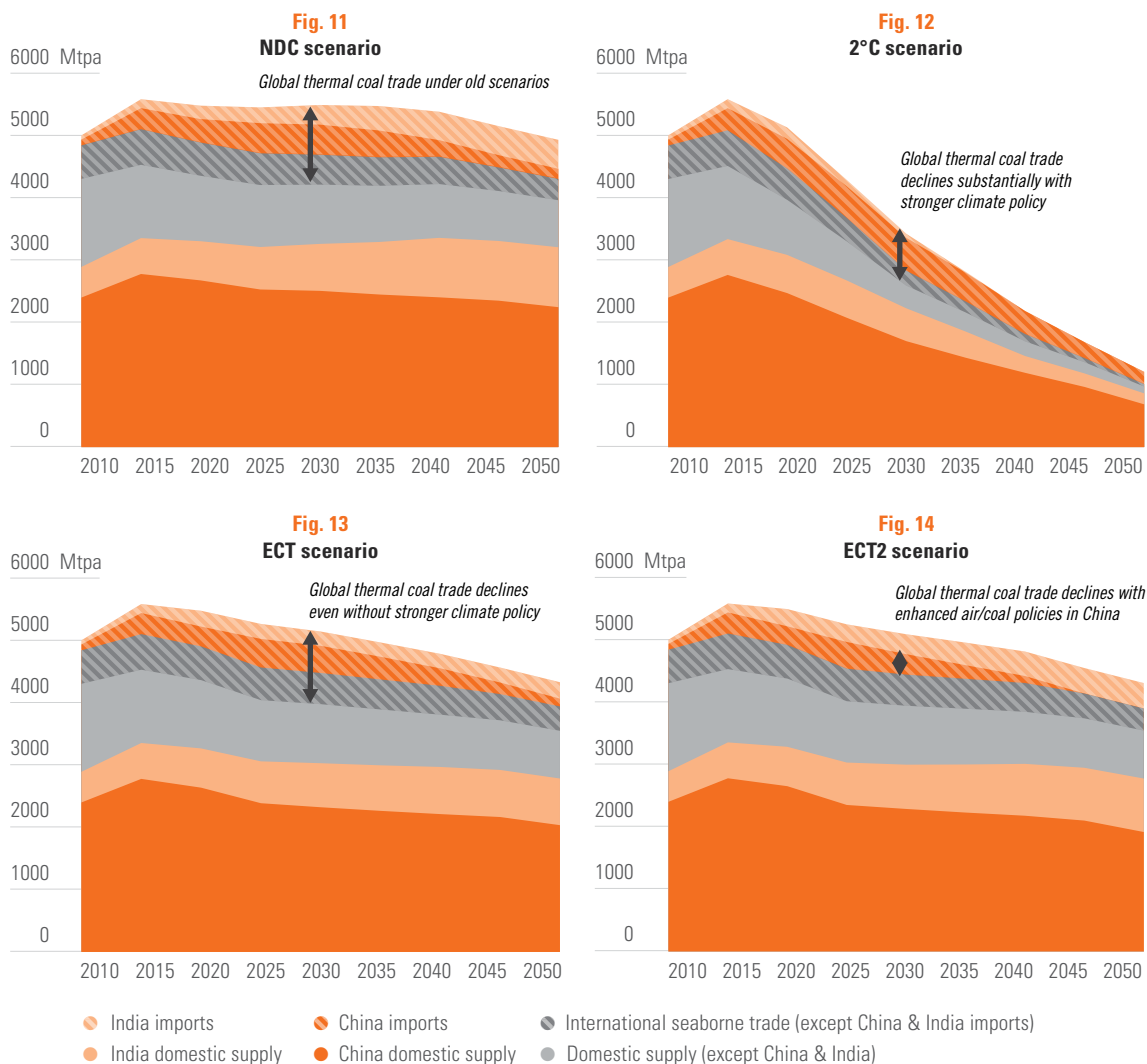 Fig. 11
NDC scenario
6000 Mtpa
Global thermal coal trade under old scenarios
5000
4000
3000
2000
1000
0
2010 2015 2020 2025 2030 2035 2040 2045 2050
Fig. 12
2°C scenario
6000 Mtpa
5000
Global thermal coal trade
declines substantially with
stronger climate policy
4000
3000
2000
1000
0
2010 2015 2020 2025 2030 2035 2040 2045 2050
Fig. 13
ECT scenario
6000 Mtpa
Global thermal coal trade declines
even without stronger climate policy
5000
4000
3000
2000
1000
0
2010 2015 2020 2025 2030 2035 2040 2045 2050
Fig. 14
ECT2 scenario
6000 Mtpa
Global thermal coal trade declines with
enhanced air/coal policies in China
5000
4000
3000
2000
1000
0
2010 2015 2020 2025 2030 2035 2040 2045 2050
India imports China imports International seaborne trade (except China & India imports)
India domestic supply China domestic supply Domestic supply (except China & India)